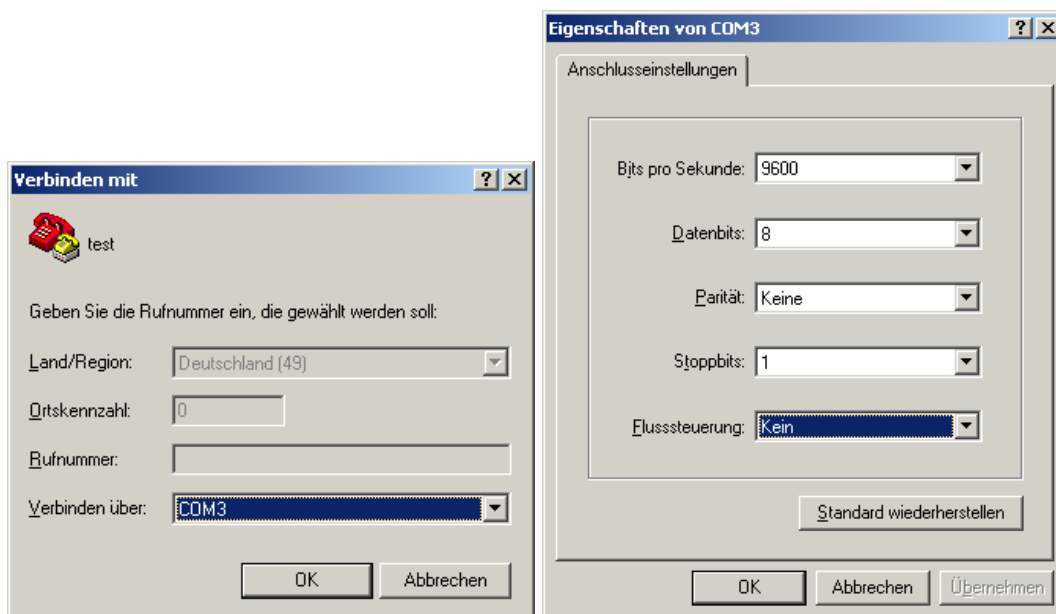 Verbinden mit
test
Geben Sie die Rufnummer ein, die gewählt werden soll:
Land/Region: Deutschland (49)
Ortskennzahl: 0
Rufnummer:
Verbinden über: COM3
OK Abbrechen
Eigenschaften von COM3
Anschlusseinstellungen
Bits pro Sekunde: 9600
Datenbits: 8
Parität: Keine
Stoppbits: 1
Flusssteuerung: Kein
Standard wiederherstellen
OK Abbrechen Übernehmen